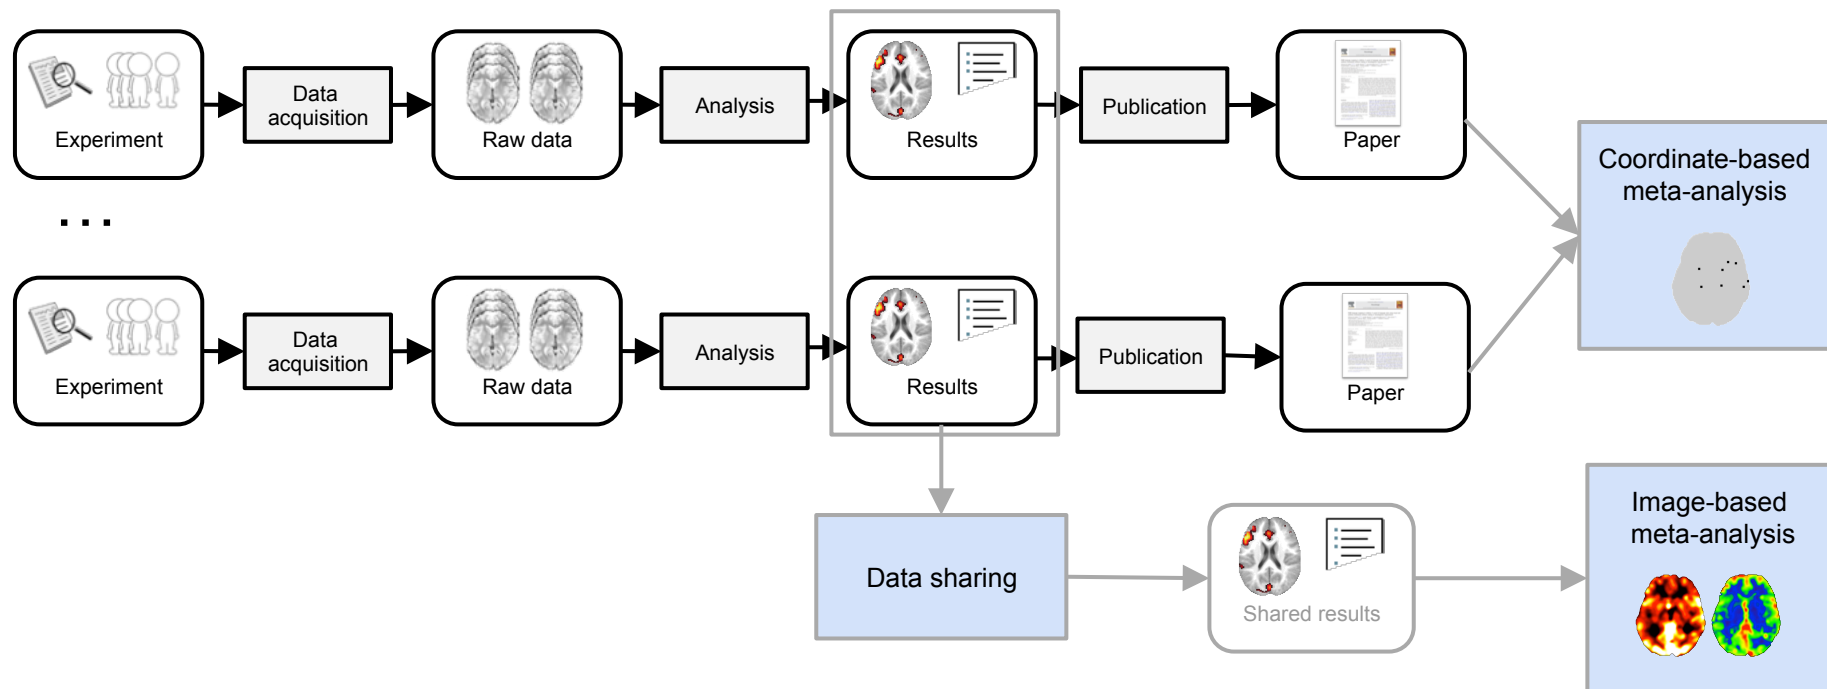 Experiment
Data
acquisition
Raw data
Analysis
Results
Publication
Paper
Coordinate-based
meta-analysis
...
Experiment
Data
acquisition
Raw data
Analysis
Results
Publication
Paper
Data sharing
Shared results
Image-based
meta-analysis